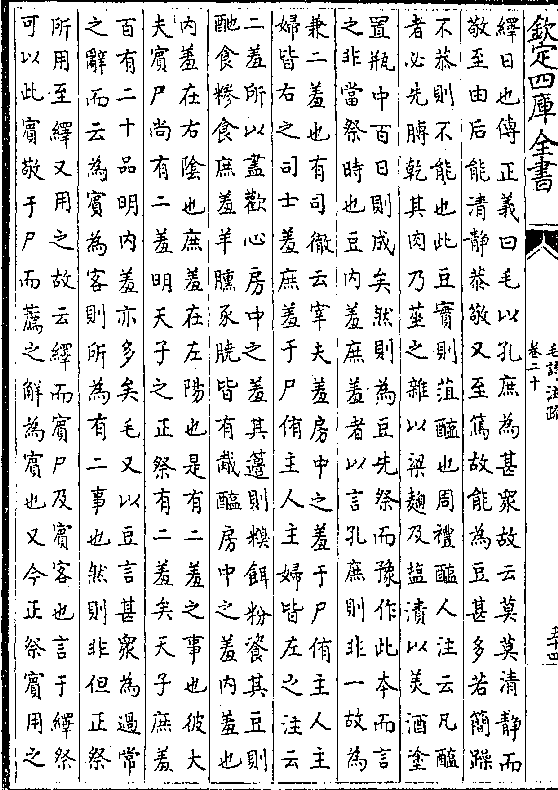 欽定四庫全書
毛詩注疏
卷二十
繹日也傳正義曰毛以孔庶為甚衆故云莫莫清静而
敬至由后能清静恭敬又至篤故能為豆甚多若簡躁
不恭則不能也此豆實則菹醢也周禮醢人注云凡醢
者必先膊乾其肉乃莝之雜以梁麴及鹽漬以美酒塗
置瓶中百日則成矣然則為豆先祭而豫作此本而言
之非當祭時也豆内羞庶羞者以言孔庶則非一故為
兼二羞也有司徹云宰夫羞房中之羞于尸侑主人主
婦皆右之司士羞庶羞于尸侑主人主婦皆左之注云
二羞所以盡歡心房中之羞其籩則糗餌粉餈其豆則
酏食糝食庶羞羊臐豕膮皆有胾醢房中之羞内羞也
内羞在右陰也庶羞在左陽也是有二羞之事也彼大
夫賓尸尚有二羞明天子之正祭有二羞矣天子庶羞
百有二十品明内羞亦多矣毛又以豆言甚衆為過常
之辭而云為賓為客則所為有二事也然則非但正祭
所用至繹又用之故云繹而賓尸及賓客也言于繹祭
可以此賓敬于尸而薦之解為賓也又今正祭賓用之